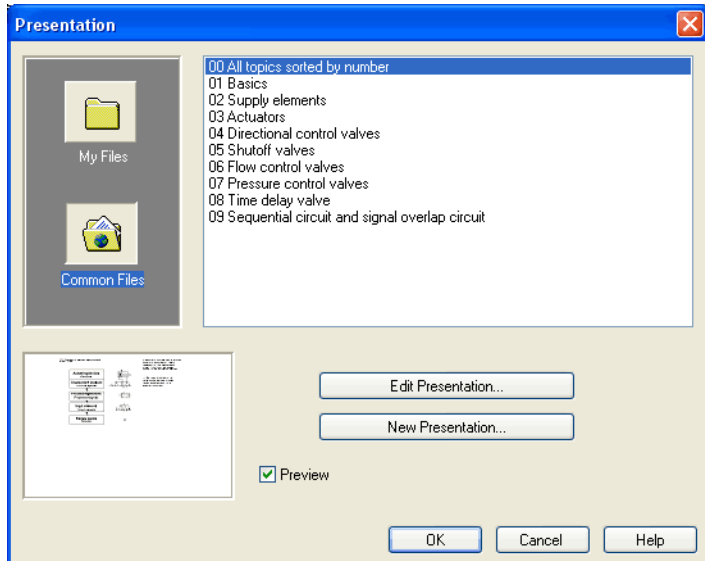 Presentation
My Files
Common Files
00 All topics sorted by number
01 Basics
02 Supply elements
03 Actuators
04 Directional control valves
05 Shutoff valves
06 Flow control valves
07 Pressure control valves
08 Time delay valve
09 Sequential circuit and signal overlap circuit
Edit Presentation...
New Presentation...
Preview
OK
Cancel
Help